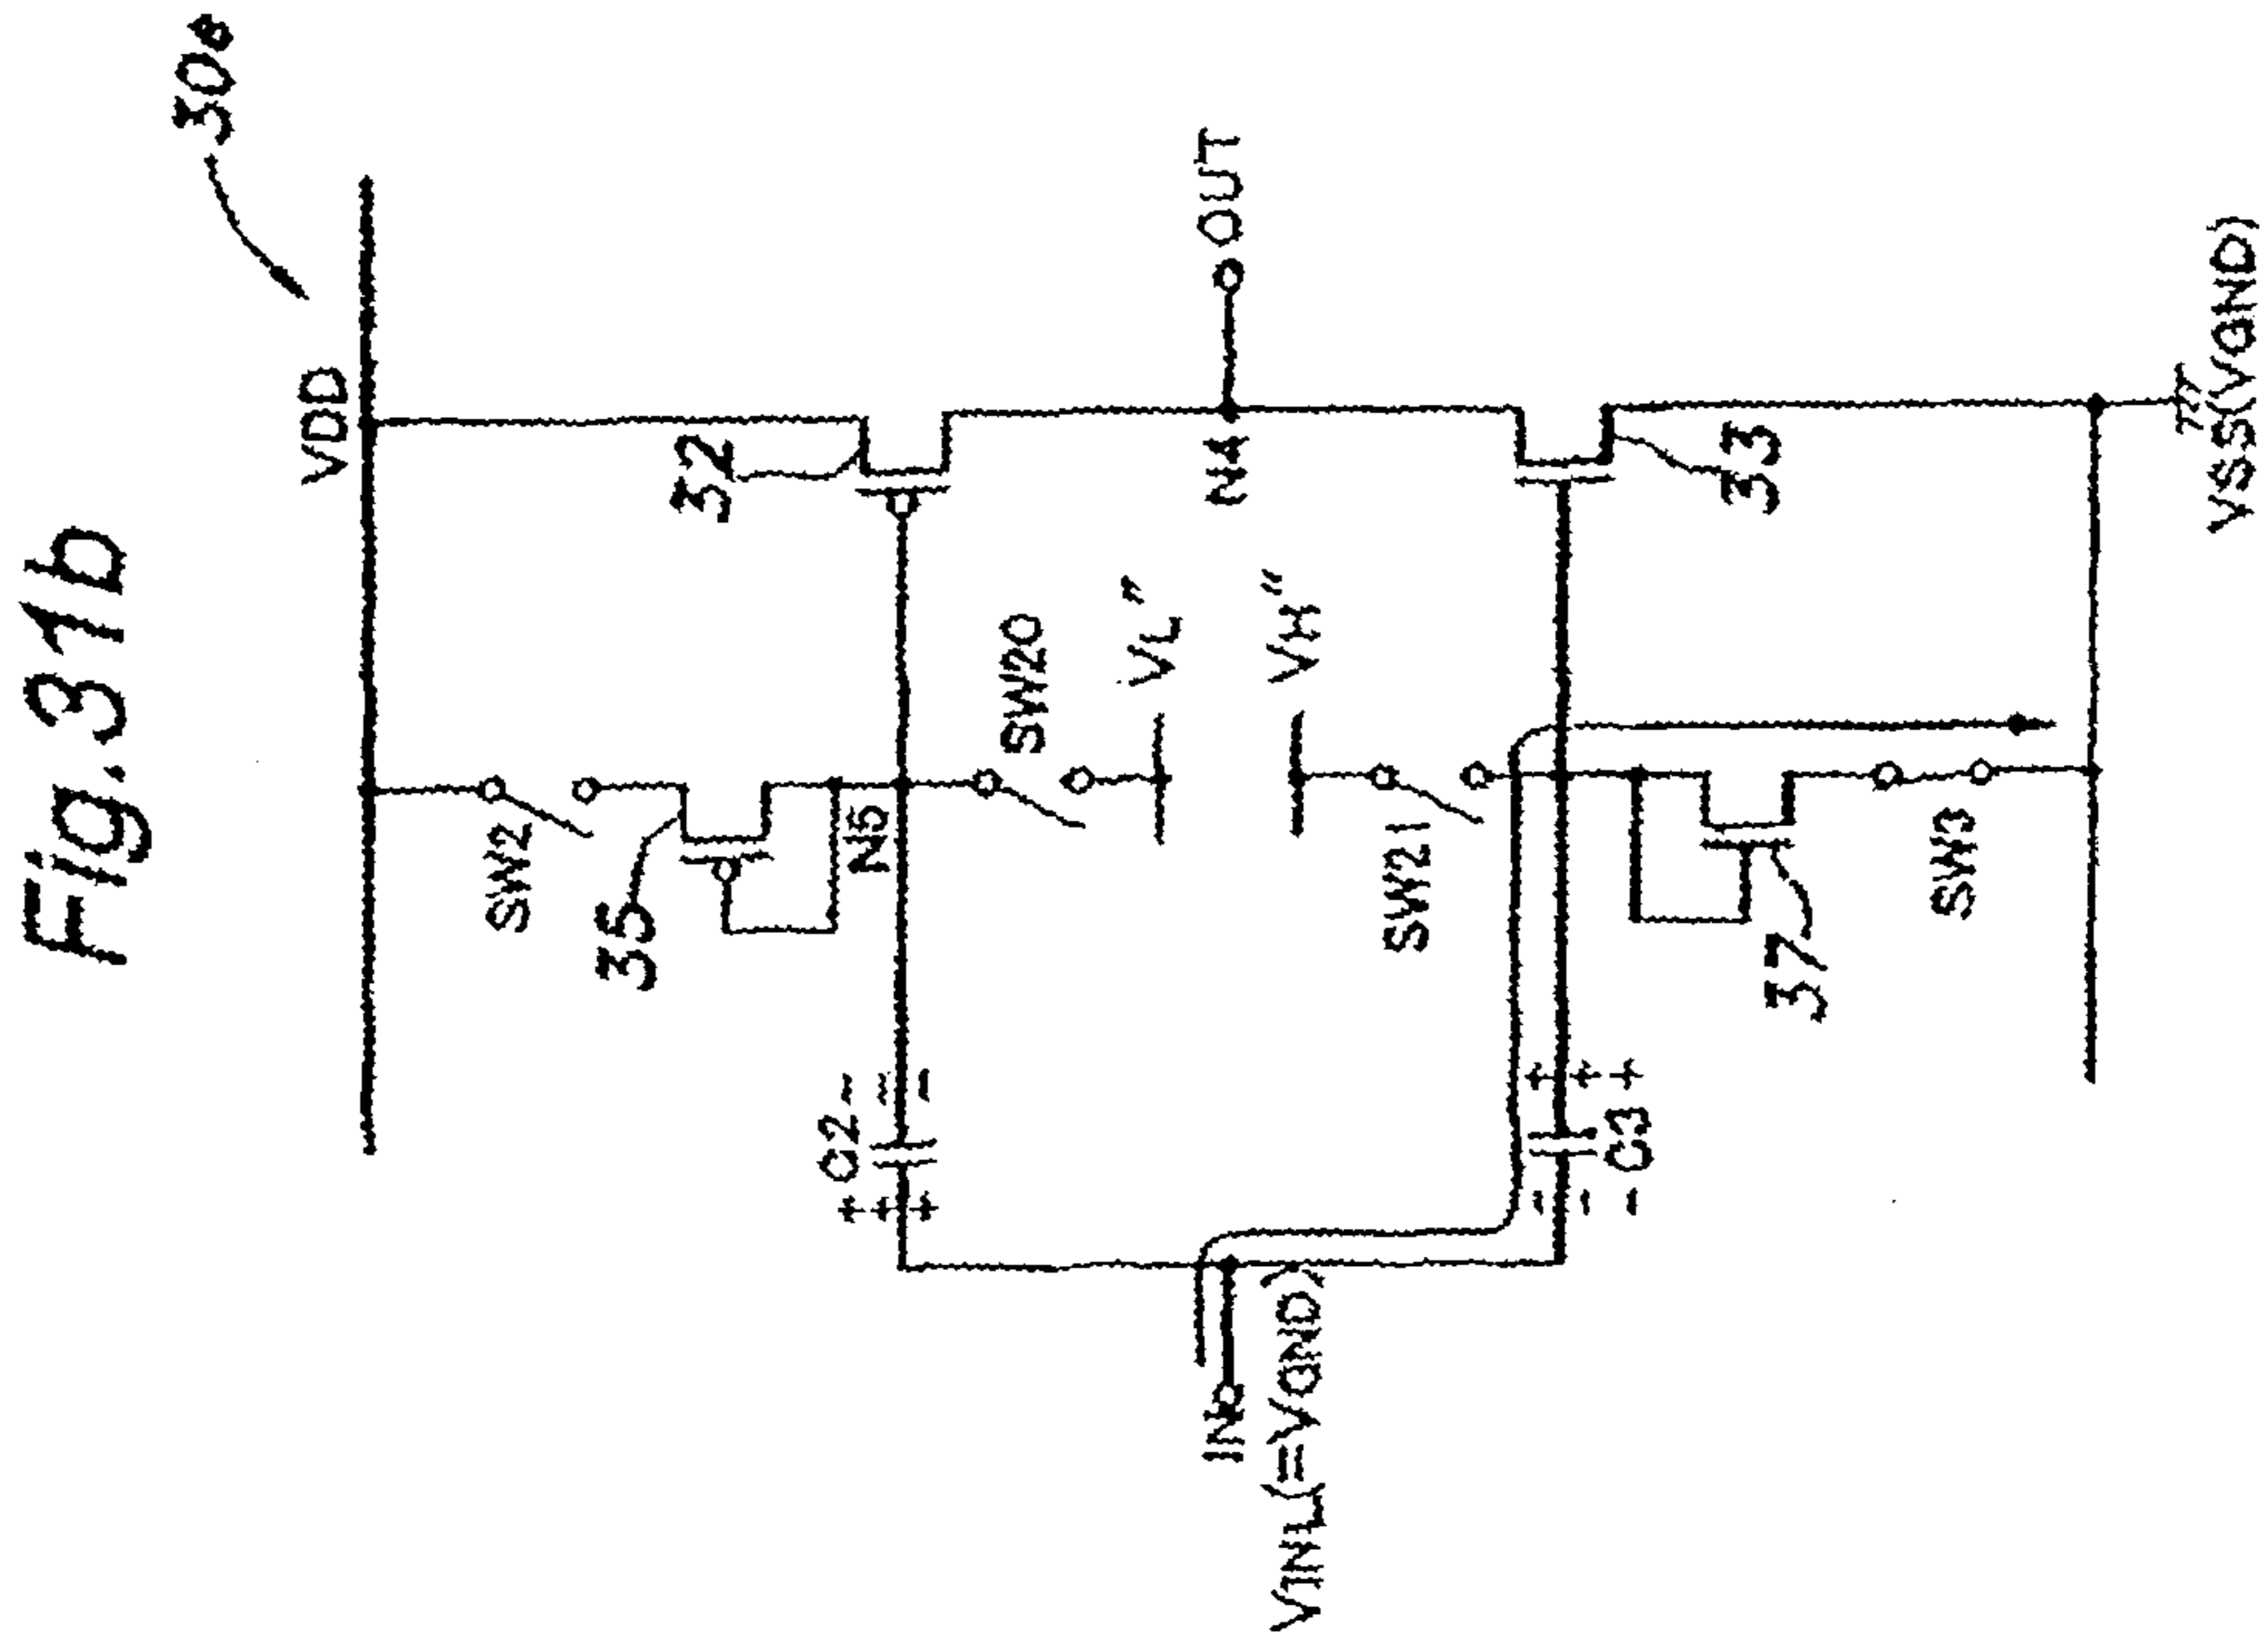 Fig. 31b
30e
VDD
SW2
32
35
N5
C2
- - -
+ + +
SW20
VL"
VH"
N4
OUT
IN
VINL(=VGND)
SW21
C3
+ + +
- - -
37
SW3
33
VSS(VGND)